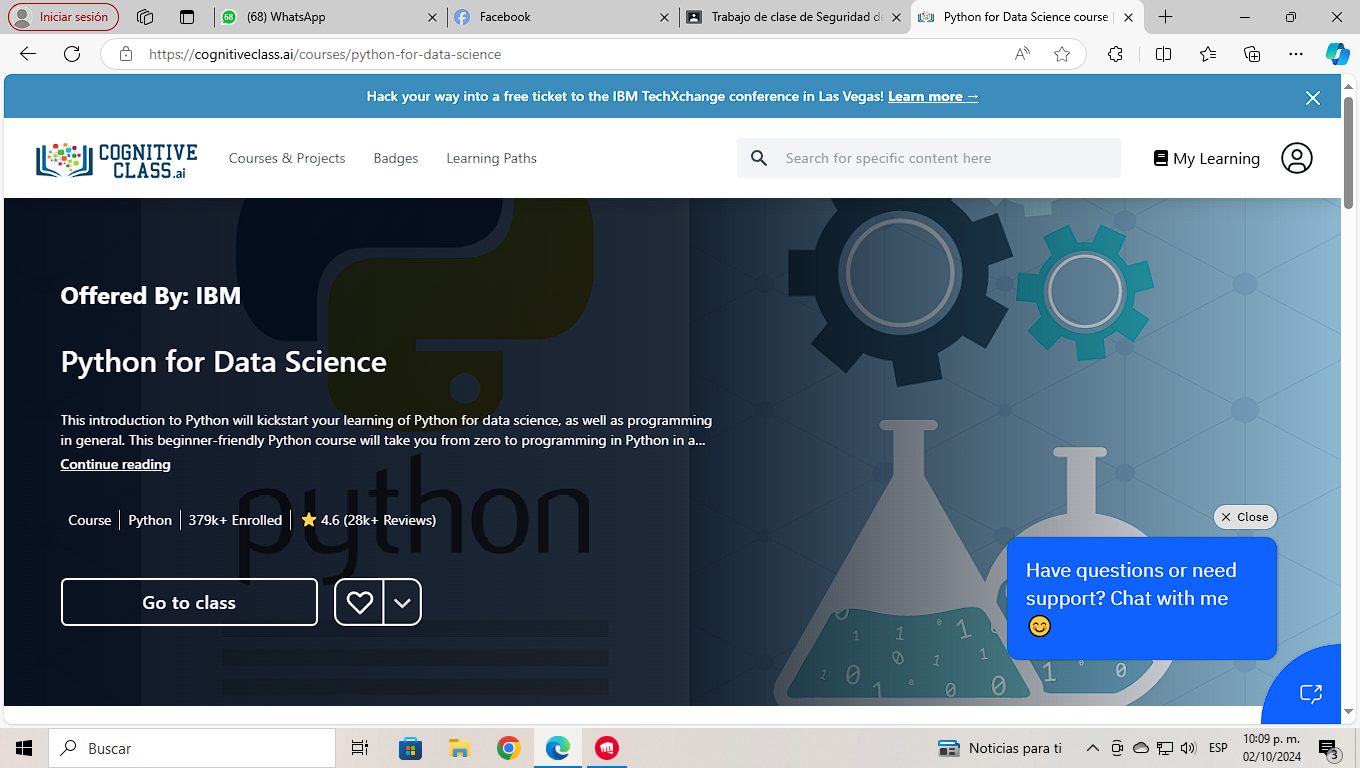 Iniciar sesión
68
(68) WhatsApp
Facebook
Trabajo de clase de Seguridad d
Python for Data Science course |
https://cognitiveclass.ai/courses/python-for-data-science
Hack your way into a free ticket to the IBM TechXchange conference in Las Vegas! Learn more →
COGNITIVE
CLASS.ai
Courses & Projects
Badges
Learning Paths
Search for specific content here
My Learning
Offered By: IBM
Python for Data Science
This introduction to Python will kickstart your learning of Python for data science, as well as programming
in general. This beginner-friendly Python course will take you from zero to programming in Python in a...
Continue reading
python
Course
Python
379k+ Enrolled
4.6 (28k+ Reviews)
Close
Have questions or need
support? Chat with me
😊
Go to class
Buscar
Noticias para ti
ESP
10:09 p. m.
02/10/2024
3